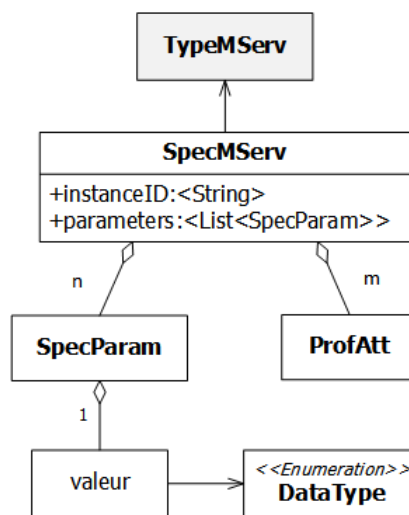 TypeMServ
SpecMServ
+instanceID:<String>
+parameters:<List<SpecParam>>
n
m
SpecParam
ProfAtt
1
valeur
<<Enumeration>>
DataType